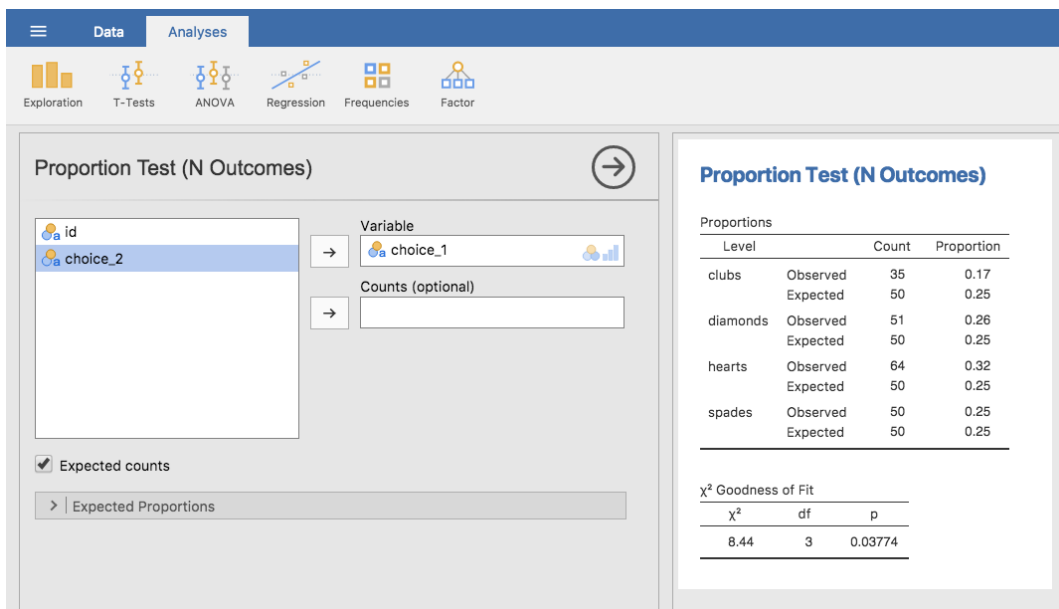 Data Analyses
Exploration T-Tests ANOVA Regression Frequencies Factor
Proportion Test (N Outcomes)
a id
a choice_2
Variable
a choice_1
Counts (optional)
Expected counts
Expected Proportions
Proportion Test (N Outcomes)
Proportions
Level Count Proportion
clubs Observed 35 0.17
Expected 50 0.25
diamonds Observed 51 0.26
Expected 50 0.25
hearts Observed 64 0.32
Expected 50 0.25
spades Observed 50 0.25
Expected 50 0.25
χ² Goodness of Fit
χ² df p
8.44 3 0.03774